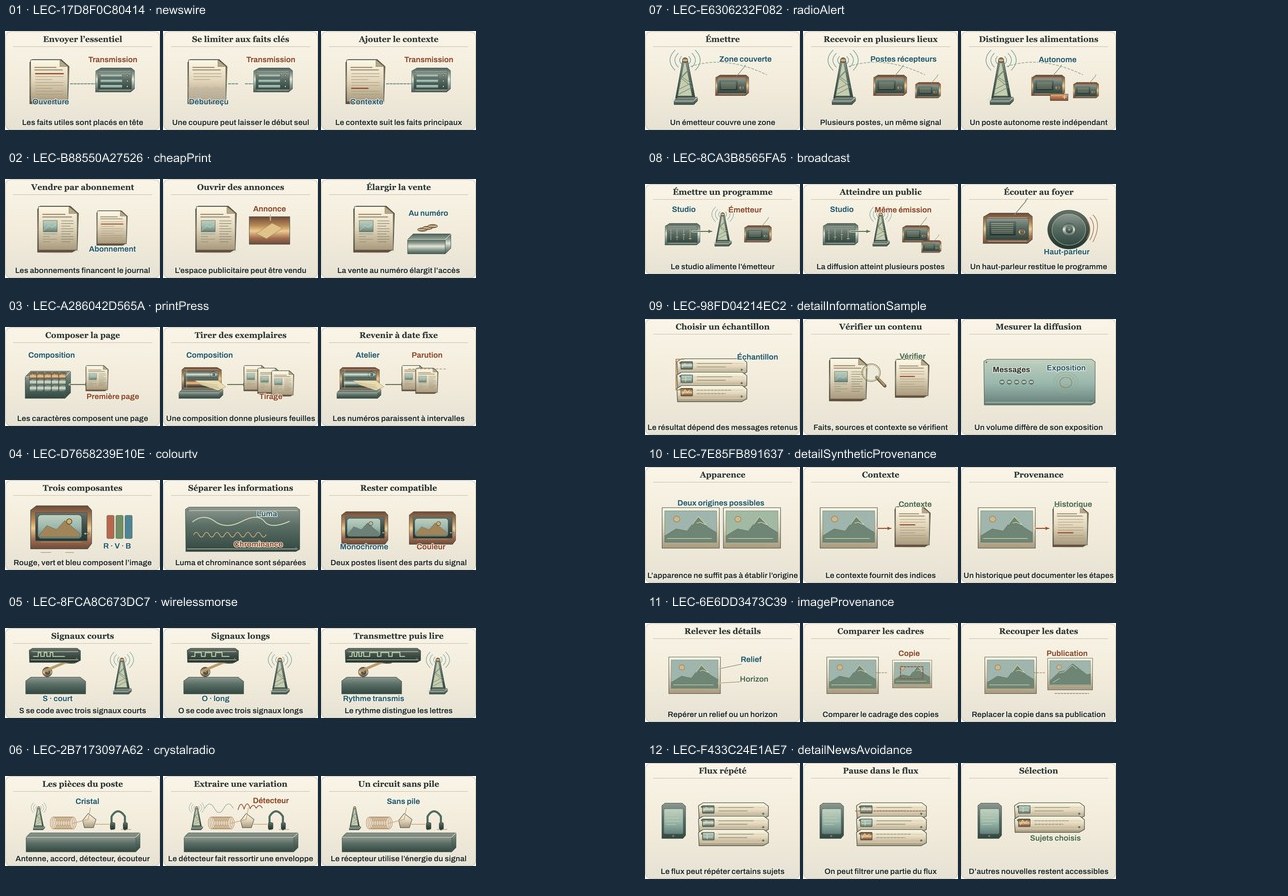 01 · LEC-17D8F0C80414 · newswire
Envoyer l'essentiel
Transmission
Ouverture
Les faits utiles sont placés en tête
Se limiter aux faits clés
Transmission
Début reçu
Une coupure peut laisser le début seul
Ajouter le contexte
Transmission
Contexte
Le contexte suit les faits principaux
02 · LEC-B88550A27526 · cheapPrint
Vendre par abonnement
Abonnement
Les abonnements financent le journal
Ouvrir des annonces
Annonce
L'espace publicitaire peut être vendu
Élargir la vente
Au numéro
La vente au numéro élargit l'accès
03 · LEC-A286042D565A · printPress
Composer la page
Composition
Première page
Les caractères composent une page
Tirer des exemplaires
Composition
Tirage
Une composition donne plusieurs feuilles
Revenir à date fixe
Atelier
Parution
Les numéros paraissent à intervalles
04 · LEC-D7658239E10E · colourtv
Trois composantes
R · V · B
Rouge, vert et bleu composent l'image
Séparer les informations
Luma
Chrominance
Luma et chrominance sont séparées
Rester compatible
Monochrome
Couleur
Deux postes lisent des parts du signal
05 · LEC-8FCA8C673DC7 · wirelessmorse
Signaux courts
S · court
S se code avec trois signaux courts
Signaux longs
O · long
O se code avec trois signaux longs
Transmettre puis lire
Rythme transmis
Le rythme distingue les lettres
06 · LEC-2B7173097A62 · crystalradio
Les pièces du poste
Cristal
Antenne, accord, détecteur, écouteur
Extraire une variation
Détecteur
Le détecteur fait ressortir une enveloppe
Un circuit sans pile
Sans pile
Le récepteur utilise l'énergie du signal
07 · LEC-E6306232F082 · radioAlert
Émettre
Zone couverte
Un émetteur couvre une zone
Recevoir en plusieurs lieux
Postes récepteurs
Plusieurs postes, un même signal
Distinguer les alimentations
Autonome
Un poste autonome reste indépendant
08 · LEC-8CA3B8565FA5 · broadcast
Émettre un programme
Studio
Émetteur
Le studio alimente l'émetteur
Atteindre un public
Studio
Même émission
La diffusion atteint plusieurs postes
Écouter au foyer
Haut-parleur
Un haut-parleur restitue le programme
09 · LEC-98FD04214EC2 · detailInformationSample
Choisir un échantillon
Échantillon
Le résultat dépend des messages retenus
Vérifier un contenu
Vérifier
Faits, sources et contexte se vérifient
Mesurer la diffusion
Messages
Exposition
Un volume diffère de son exposition
10 · LEC-7E85FB891637 · detailSyntheticProvenance
Apparence
Deux origines possibles
L'apparence ne suffit pas à établir l'origine
Contexte
Contexte
Le contexte fournit des indices
Provenance
Historique
Un historique peut documenter les étapes
11 · LEC-6E6DD3473C39 · imageProvenance
Relever les détails
Relief
Horizon
Repérer un relief ou un horizon
Comparer les cadres
Copie
Comparer le cadrage des copies
Recouper les dates
Publication
Replacer la copie dans sa publication
12 · LEC-F433C24E1AE7 · detailNewsAvoidance
Flux répété
Le flux peut répéter certains sujets
Pause dans le flux
On peut filtrer une partie du flux
Sélection
Sujets choisis
D'autres nouvelles restent accessibles